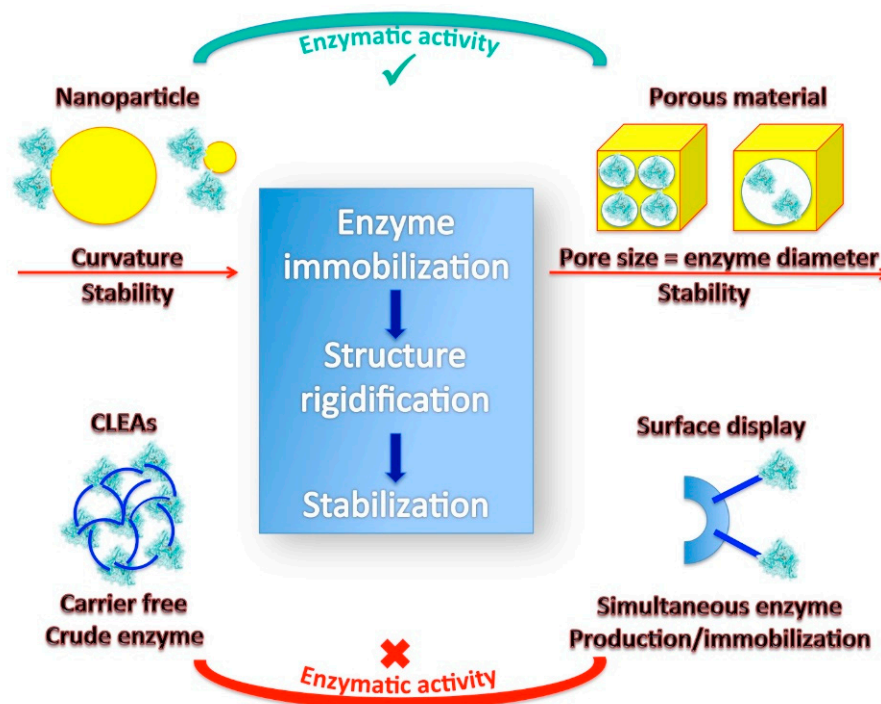 Enzymatic activity
Nanoparticle
Porous material
Curvature
Stability
Enzyme
immobilization
Structure
rigidification
Stabilization
Pore size = enzyme diameter
Stability
CLEAs
Surface display
Carrier free
Crude enzyme
Simultaneous enzyme
Production/immobilization
Enzymatic activity